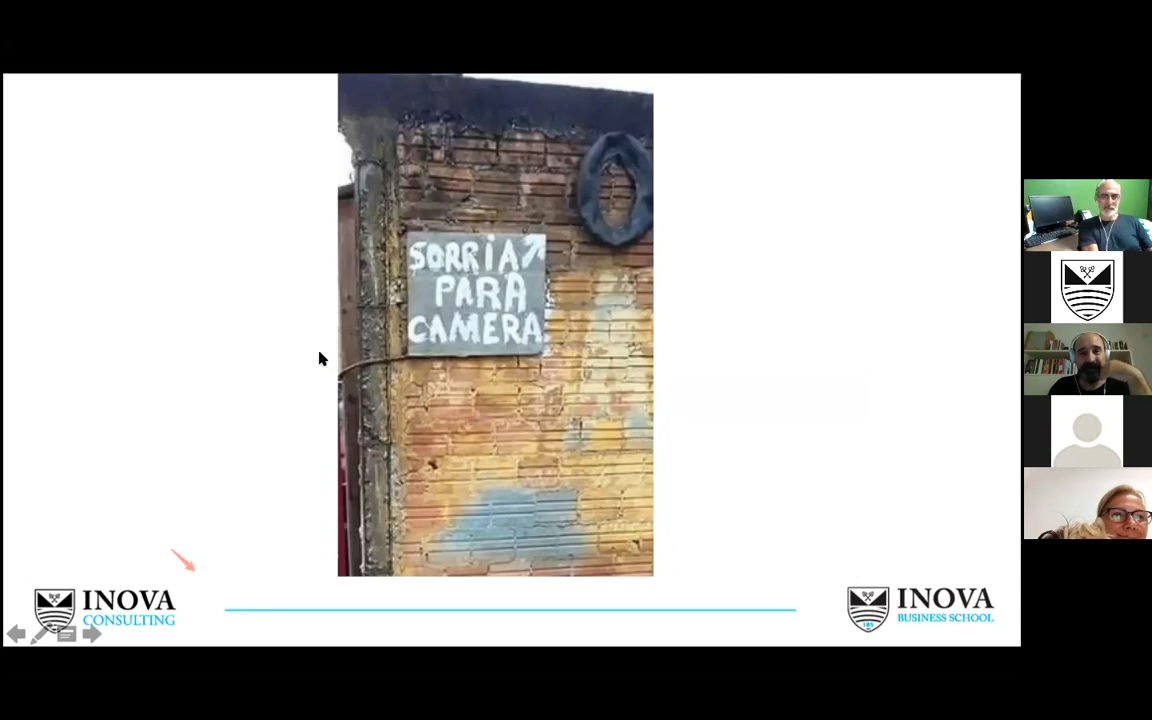 SORRIA
PARA
CAMERA
INOVA
CONSULTING
INOVA
BUSINESS SCHOOL